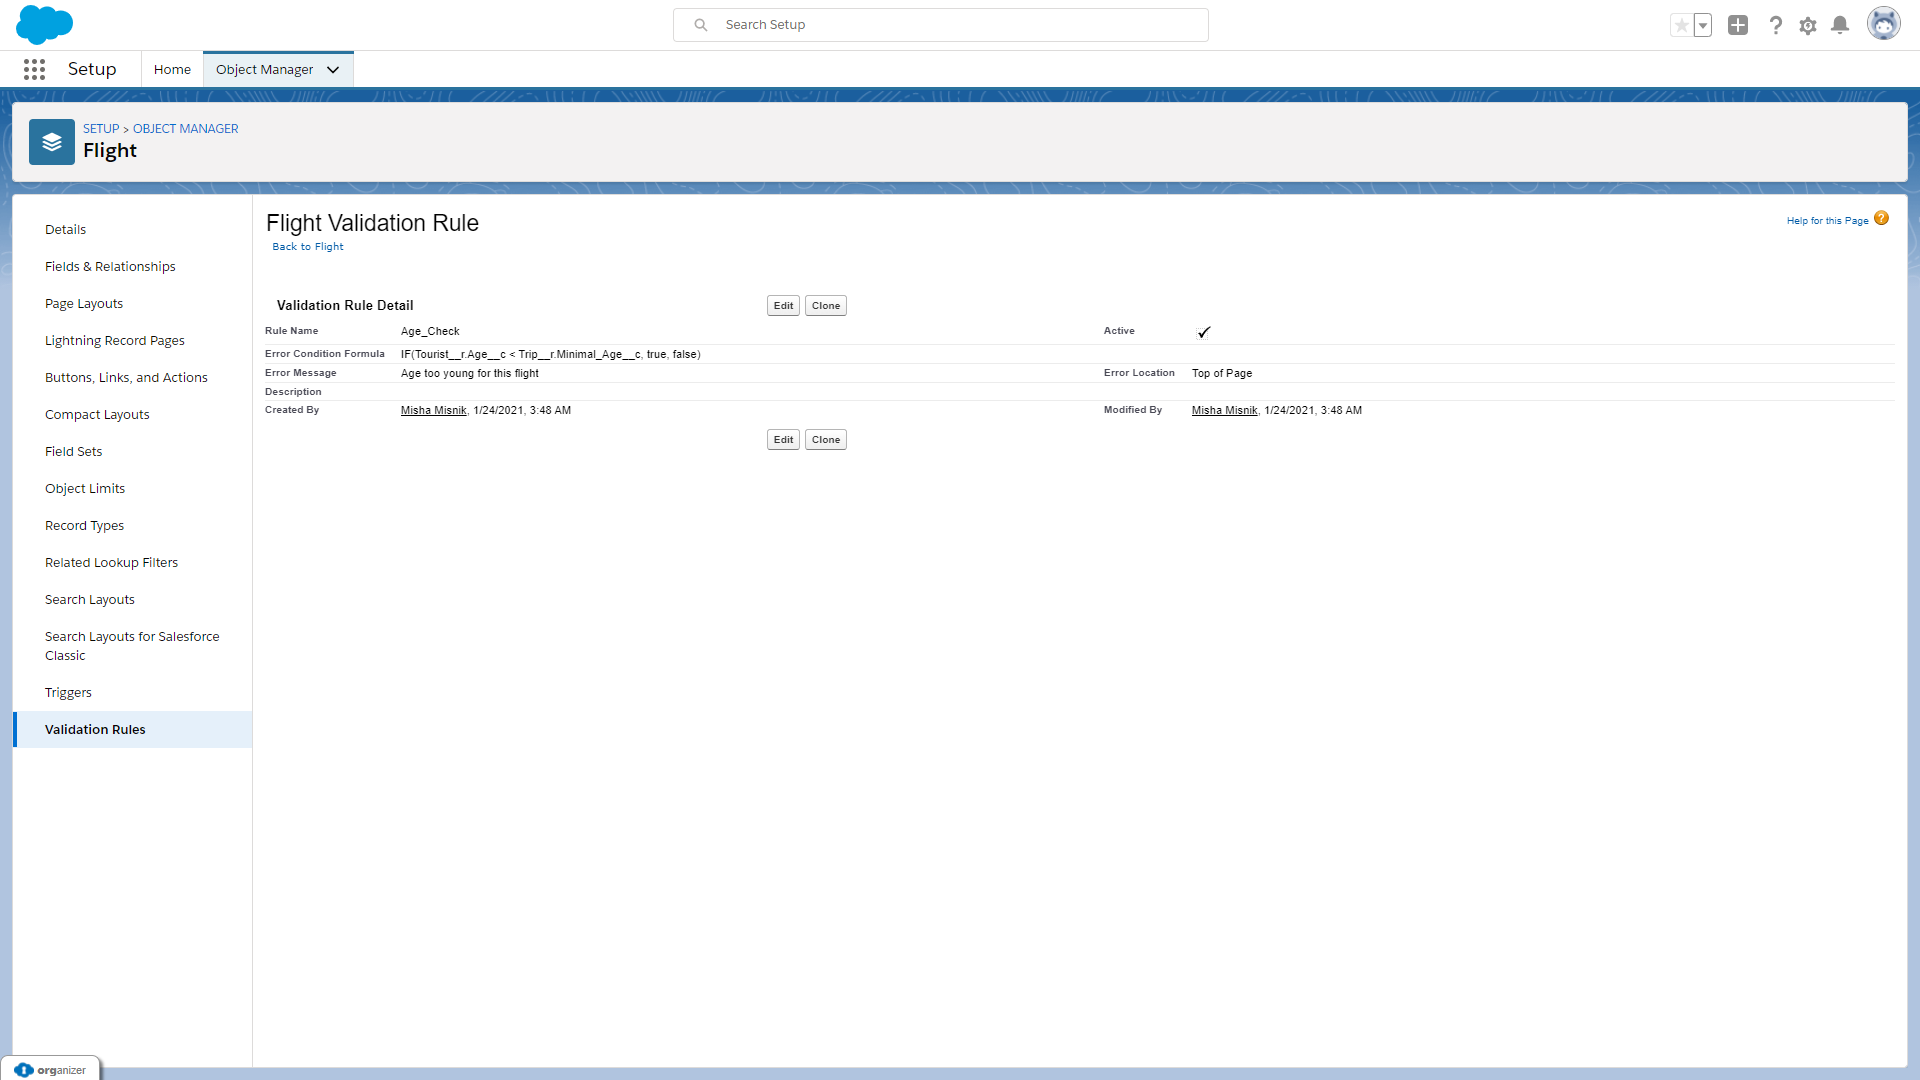 Search Setup
Setup
Home
Object Manager
SETUP > OBJECT MANAGER
Flight
Details
Fields & Relationships
Page Layouts
Lightning Record Pages
Buttons, Links, and Actions
Compact Layouts
Field Sets
Object Limits
Record Types
Related Lookup Filters
Search Layouts
Search Layouts for Salesforce
Classic
Triggers
Validation Rules
Flight Validation Rule
Back to Flight
Help for this Page ?
Validation Rule Detail
Edit Clone
Rule Name Age_Check Active ✓
Error Condition Formula IF(Tourist__r.Age__c < Trip__r.Minimal_Age__c, true, false)
Error Message Age too young for this flight Error Location Top of Page
Description
Created By Misha Misnik, 1/24/2021, 3:48 AM Modified By Misha Misnik, 1/24/2021, 3:48 AM
Edit Clone
organizer